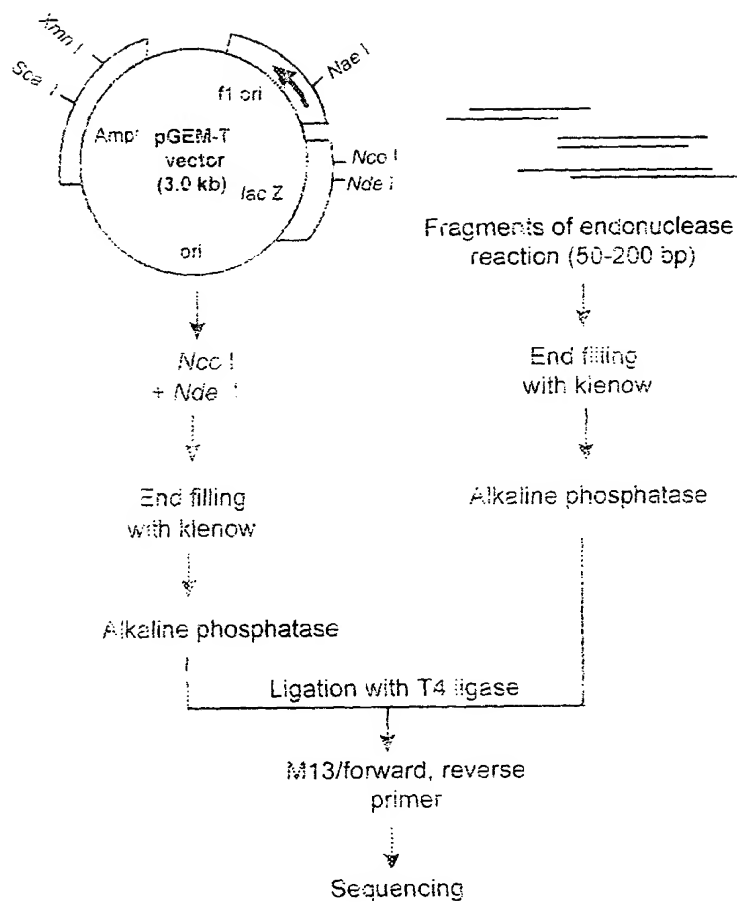 Xmn I
Sca I
Nae I
f1 ori
Ampʳ
pGEM-T
vector
(3.0 kb)
Nco I
Nde I
lac Z
ori
Fragments of endonuclease
reaction (50-200 bp)
Nco I
+ Nde I
End filling
with klenow
End filling
with klenow
Alkaline phosphatase
Alkaline phosphatase
Ligation with T4 ligase
M13/forward, reverse
primer
Sequencing